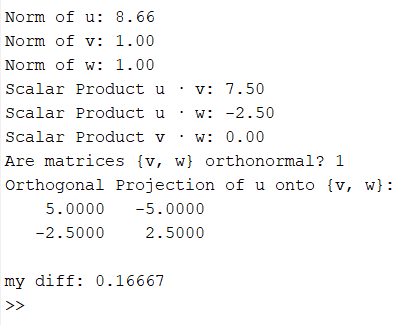 Norm of u: 8.66
Norm of v: 1.00
Norm of w: 1.00
Scalar Product u · v: 7.50
Scalar Product u · w: -2.50
Scalar Product v · w: 0.00
Are matrices {v, w} orthonormal? 1
Orthogonal Projection of u onto {v, w}:
5.0000 -5.0000
-2.5000 2.5000
my diff: 0.16667
>>